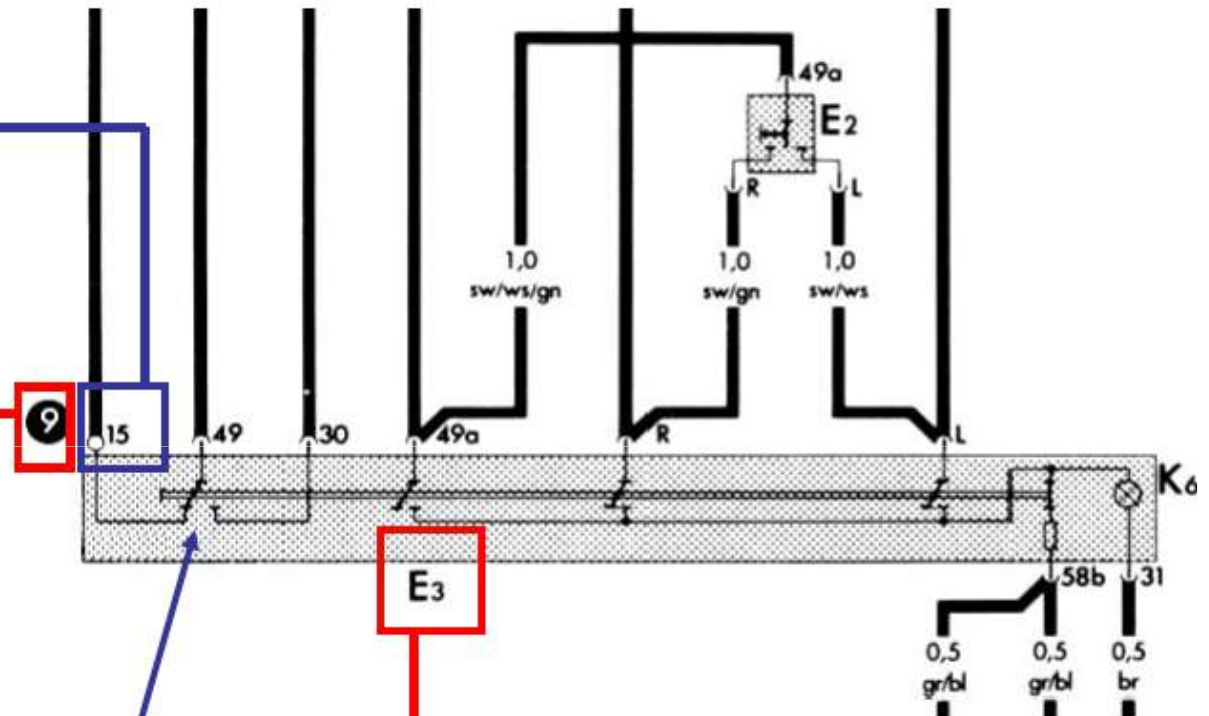 49a
E2
R
L
1,0
sw/ws/gn
1,0
sw/gn
1,0
sw/ws
9
15
49
30
49a
R
L
K6
E3
58b
31
0,5
gr/bl
0,5
gr/bl
0,5
br